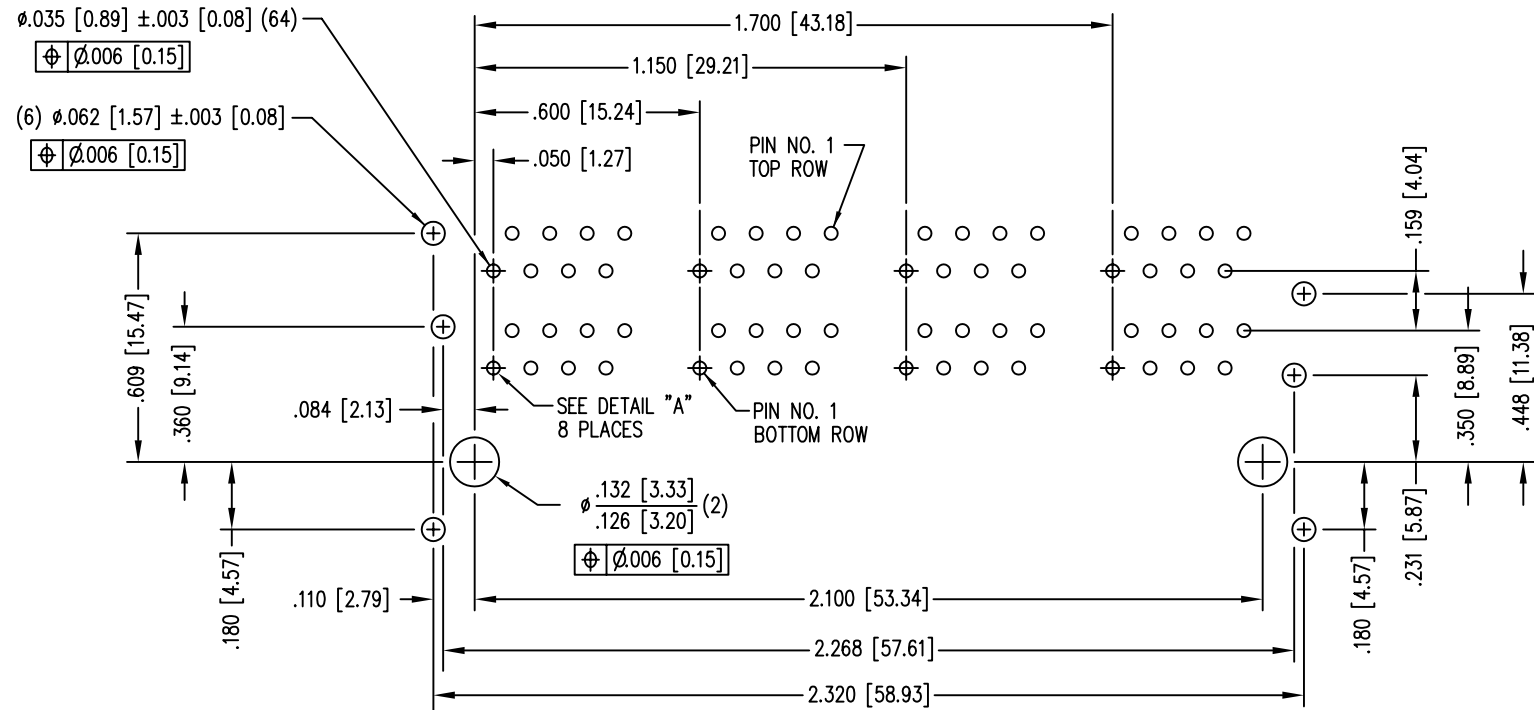 ⌀.035 [0.89] ±.003 [0.08] (64)
⌖ ⌀.006 [0.15]
(6) ⌀.062 [1.57] ±.003 [0.08]
⌖ ⌀.006 [0.15]
1.700 [43.18]
1.150 [29.21]
.600 [15.24]
.050 [1.27]
PIN NO. 1
TOP ROW
.159 [4.04]
.609 [15.47]
.360 [9.14]
.084 [2.13]
SEE DETAIL "A"
8 PLACES
PIN NO. 1
BOTTOM ROW
.350 [8.89]
.448 [11.38]
⌀ .132 [3.33]
.126 [3.20] (2)
⌖ ⌀.006 [0.15]
.231 [5.87]
.180 [4.57]
.180 [4.57]
.110 [2.79]
2.100 [53.34]
2.268 [57.61]
2.320 [58.93]